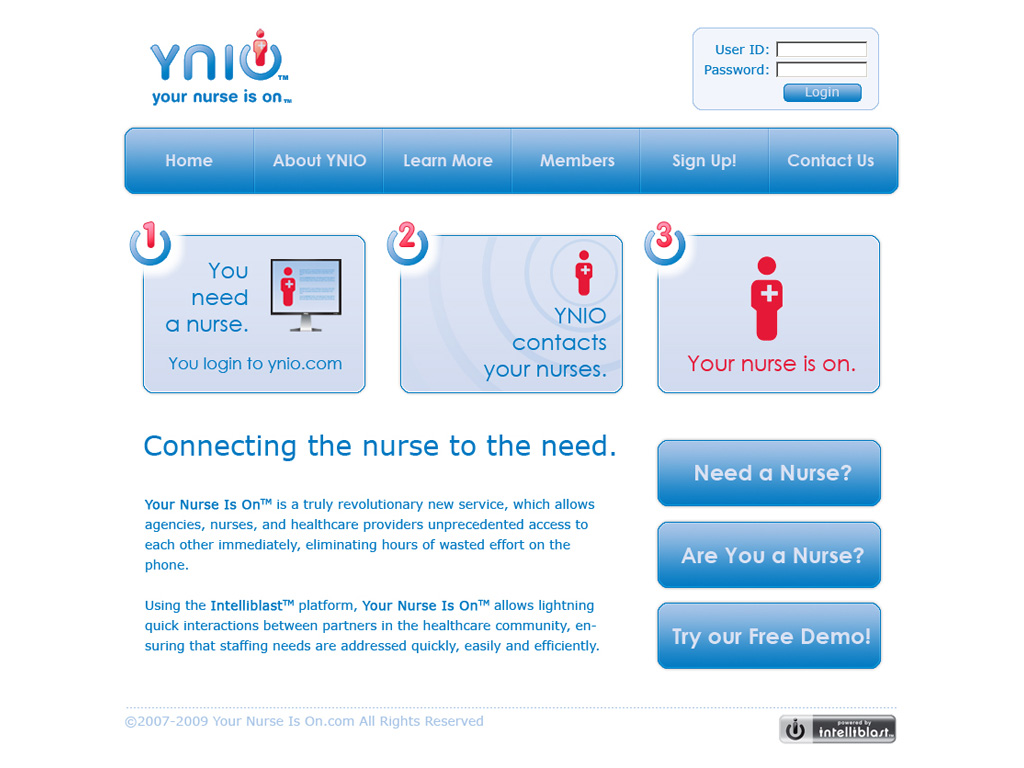 YNIO™
your nurse is on™
User ID:
Password:
Login
Home
About YNIO
Learn More
Members
Sign Up!
Contact Us
1
You
need
a nurse.
You login to ynio.com
2
YNIO
contacts
your nurses.
3
Your nurse is on.
Connecting the nurse to the need.
Your Nurse Is On™ is a truly revolutionary new service, which allows
agencies, nurses, and healthcare providers unprecedented access to
each other immediately, eliminating hours of wasted effort on the
phone.
Using the Intelliblast™ platform, Your Nurse Is On™ allows lightning
quick interactions between partners in the healthcare community, en-
suring that staffing needs are addressed quickly, easily and efficiently.
Need a Nurse?
Are You a Nurse?
Try our Free Demo!
©2007-2009 Your Nurse Is On.com All Rights Reserved
powered by
intelliblast™